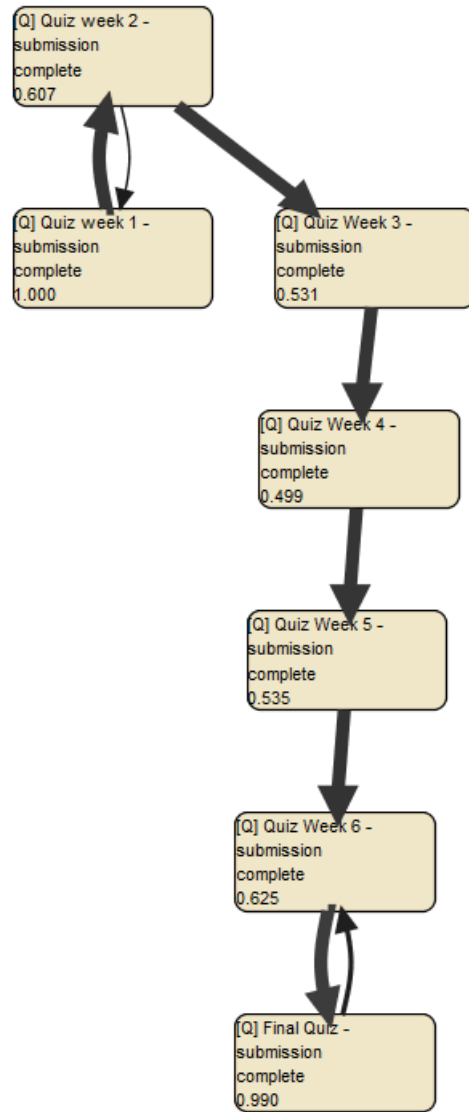 [Q] Quiz week 2 -
submission
complete
0.607
[Q] Quiz week 1 -
submission
complete
1.000
[Q] Quiz Week 3 -
submission
complete
0.531
[Q] Quiz Week 4 -
submission
complete
0.499
[Q] Quiz Week 5 -
submission
complete
0.535
[Q] Quiz Week 6 -
submission
complete
0.625
[Q] Final Quiz -
submission
complete
0.990